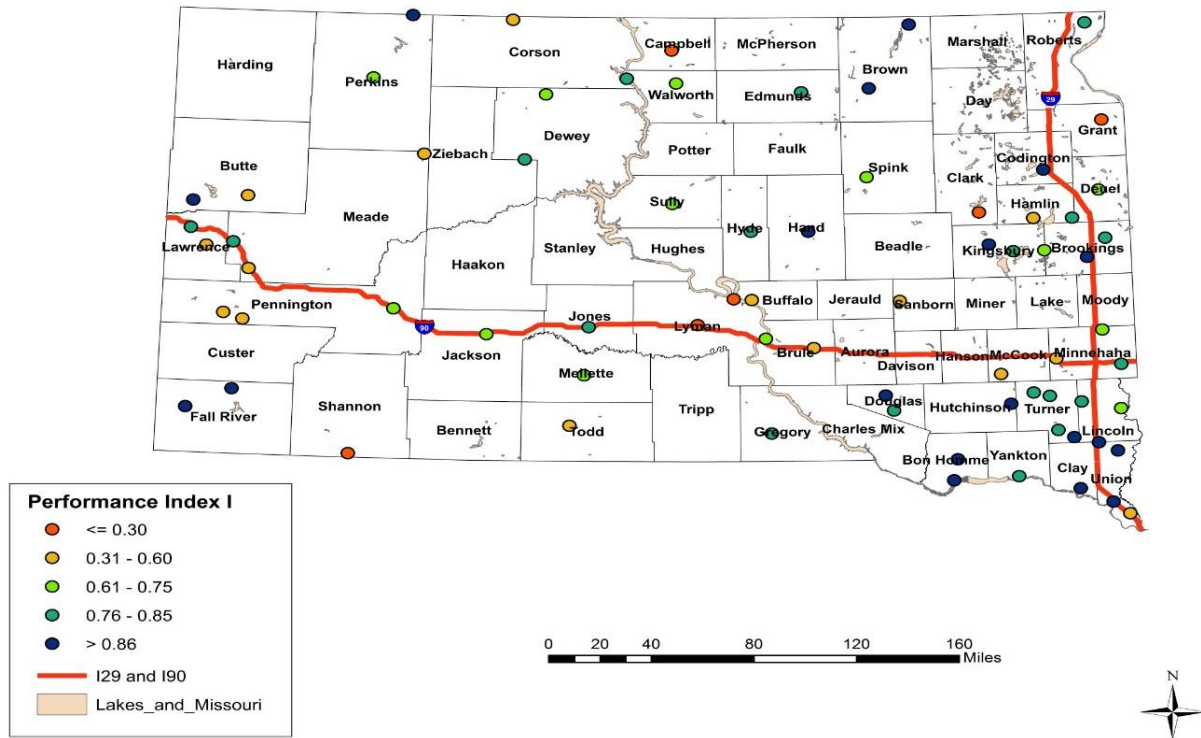 Harding
Perkins
Corson
Campbell
McPherson
Marshall
Roberts
Brown
Walworth
Edmunds
Day
29
Grant
Dewey
Ziebach
Butte
Potter
Faulk
Spink
Codington
Clark
Deuel
Hamlin
Meade
Sully
Hyde
Hand
Lawrence
Stanley
Hughes
Beadle
Kingsbury
Brookings
Haakon
Pennington
Buffalo
Jerauld
Sanborn
Miner
Lake
Moody
90
Jones
Lyman
Custer
Jackson
Brule
Aurora
Davison
Hanson
McCook
Minnehaha
Mellette
Fall River
Shannon
Bennett
Todd
Tripp
Gregory
Douglas
Charles Mix
Hutchinson
Turner
Lincoln
Bon Homme
Yankton
Clay
Union
Performance Index I
<= 0.30
0.31 - 0.60
0.61 - 0.75
0.76 - 0.85
> 0.86
I29 and I90
Lakes_and_Missouri
0 20 40 80 120 160
Miles
N